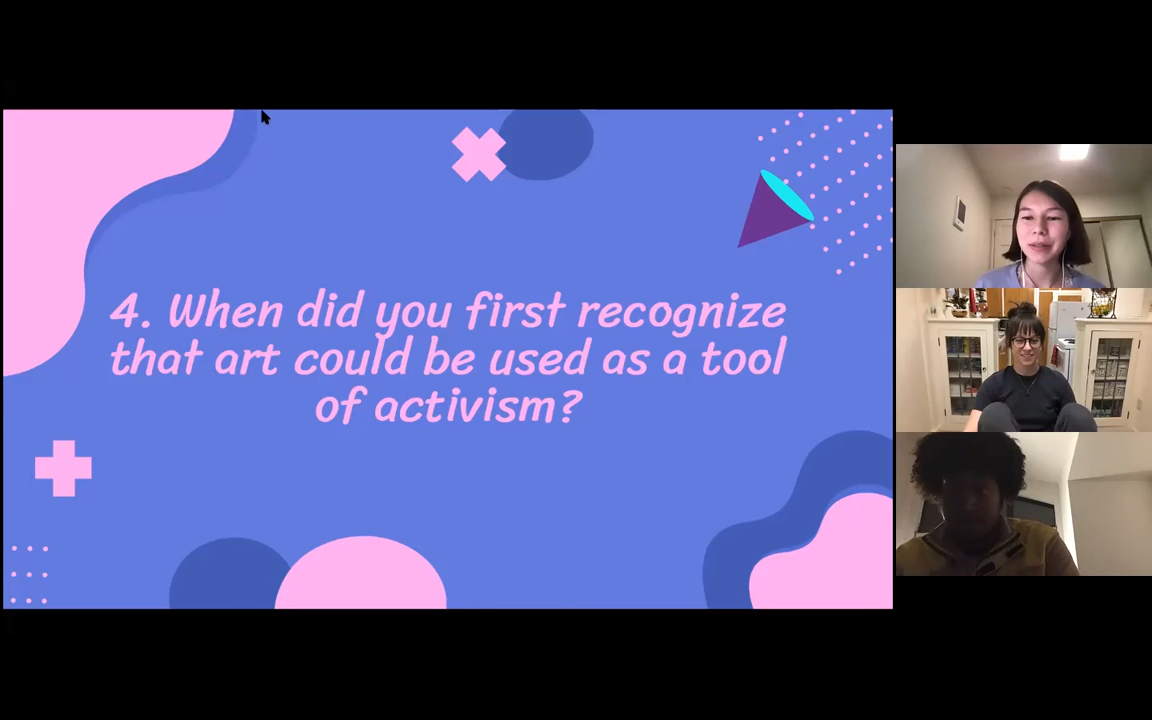 4. When did you first recognize
that art could be used as a tool
of activism?